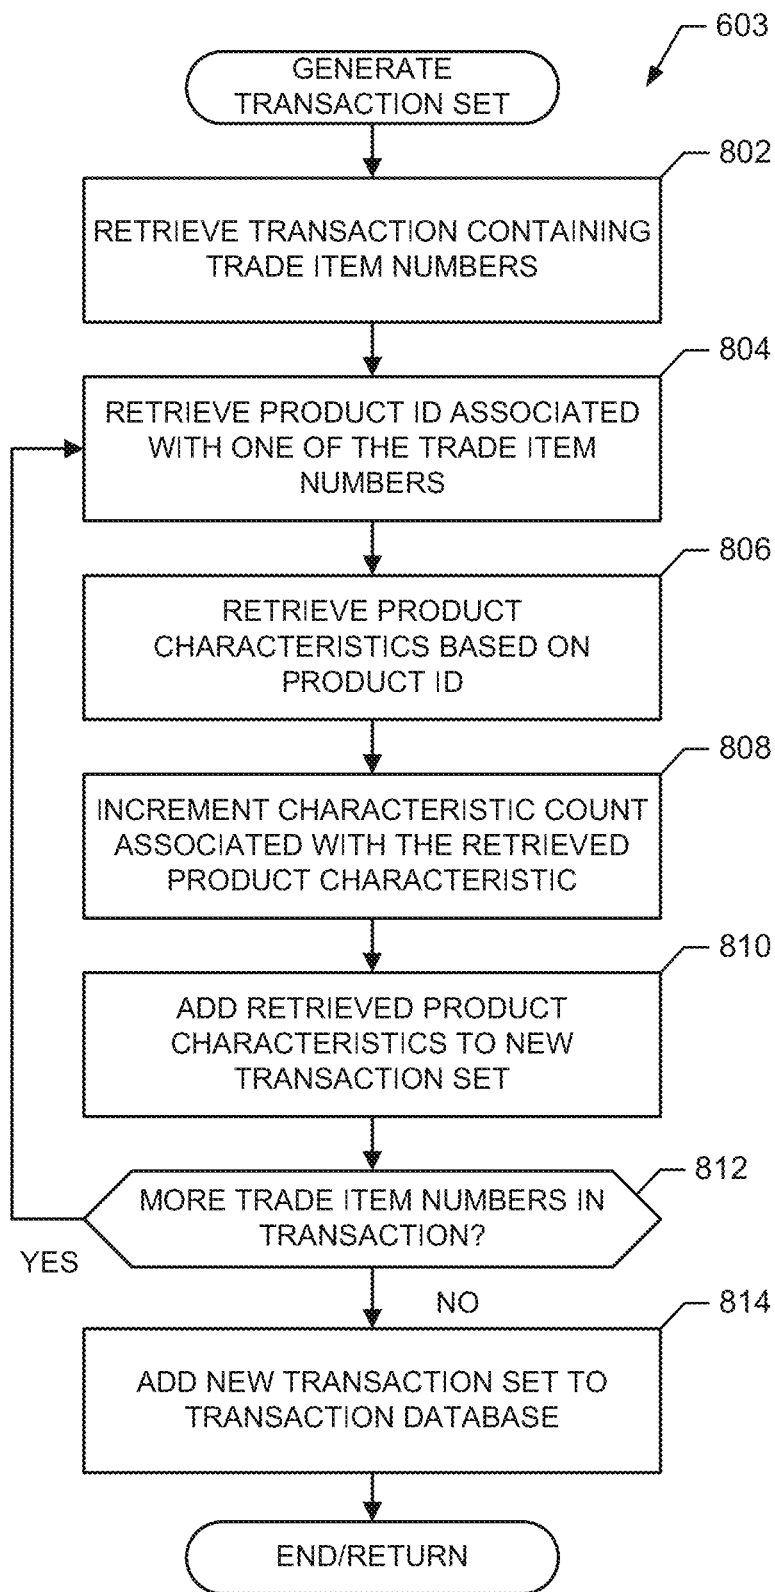 603
GENERATE
TRANSACTION SET
802
RETRIEVE TRANSACTION CONTAINING
TRADE ITEM NUMBERS
804
RETRIEVE PRODUCT ID ASSOCIATED
WITH ONE OF THE TRADE ITEM
NUMBERS
806
RETRIEVE PRODUCT
CHARACTERISTICS BASED ON
PRODUCT ID
808
INCREMENT CHARACTERISTIC COUNT
ASSOCIATED WITH THE RETRIEVED
PRODUCT CHARACTERISTIC
810
ADD RETRIEVED PRODUCT
CHARACTERISTICS TO NEW
TRANSACTION SET
812
MORE TRADE ITEM NUMBERS IN
TRANSACTION?
YES
NO
814
ADD NEW TRANSACTION SET TO
TRANSACTION DATABASE
END/RETURN